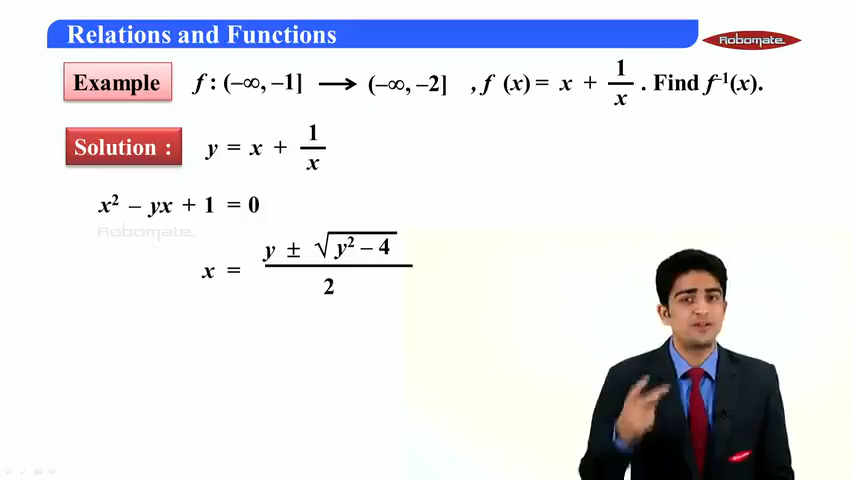 Relations and Functions
Robomate
Example f : (–∞, –1] ⟶ (–∞, –2] , f (x) = x + 1/x . Find f⁻¹(x).
Solution : y = x + 1/x
x² – yx + 1 = 0
Robomate
x = (y ± √(y² – 4))/2